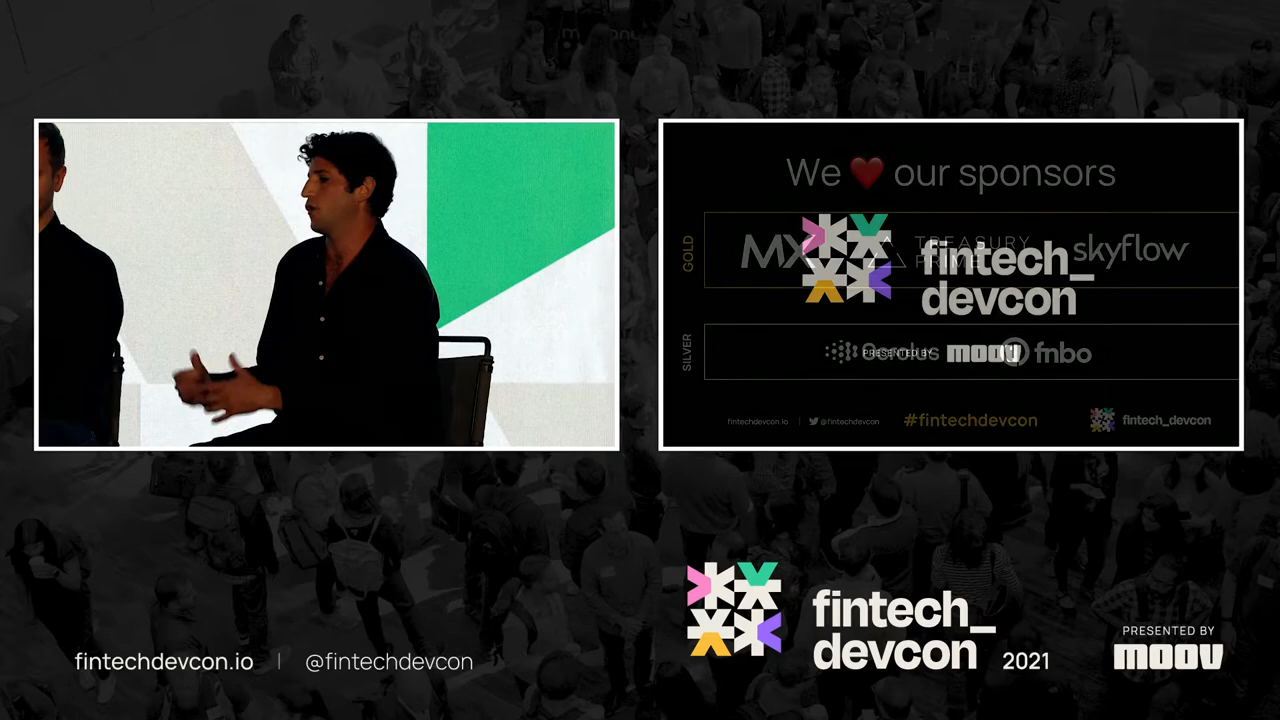 We ❤️ our sponsors
GOLD
MX
TREASURY
PRIME
skyflow
fintech_
devcon
SILVER
PRESENTED BY
moov
fnbo
fintechdevcon.io | @fintechdevcon
#fintechdevcon
fintech_devcon
fintech_
devcon 2021
PRESENTED BY
moov
fintechdevcon.io | @fintechdevcon